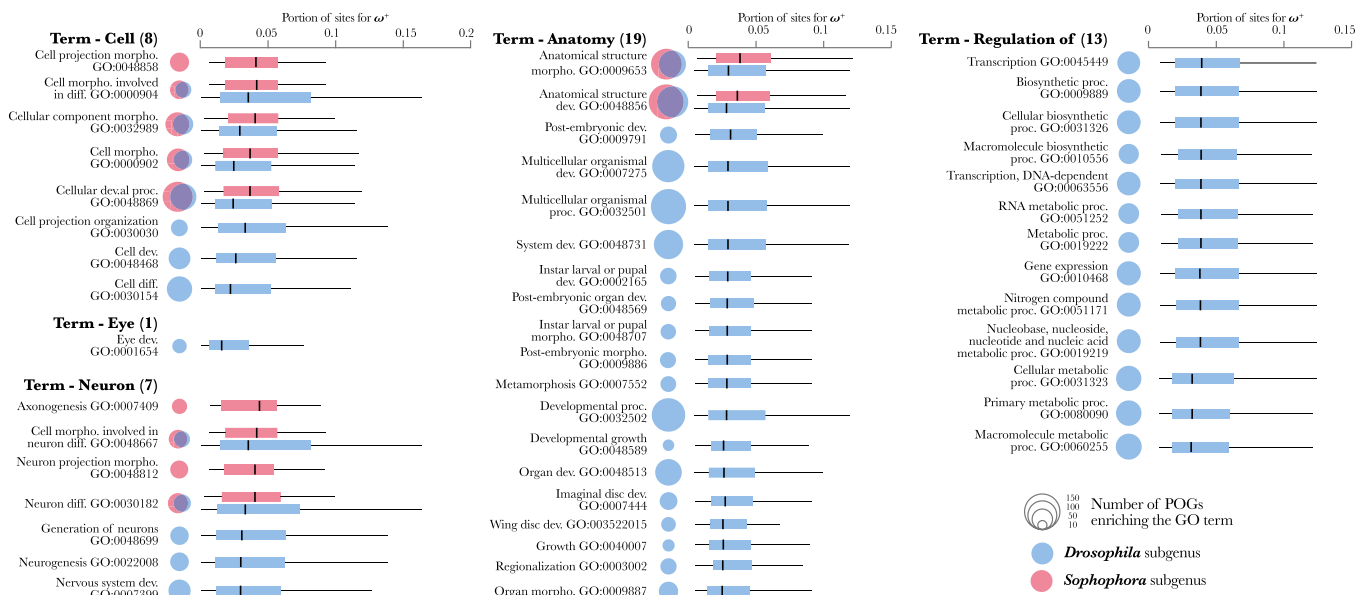 Portion of sites for ω⁺
Term - Cell (8)
0 0.05 0.1 0.15 0.2
Cell projection morpho.
GO:0048858
Cell morpho. involved
in diff. GO:0000904
Cellular component morpho.
GO:0032989
Cell morpho.
GO:0000902
Cellular dev.al proc.
GO:0048869
Cell projection organization
GO:0030030
Cell dev.
GO:0048468
Cell diff.
GO:0030154
Term - Eye (1)
Eye dev.
GO:0001654
Term - Neuron (7)
Axonogenesis GO:0007409
Cell morpho. involved in
neuron diff. GO:0048667
Neuron projection morpho.
GO:0048812
Neuron diff. GO:0030182
Generation of neurons
GO:0048699
Neurogenesis GO:0022008
Nervous system dev.
GO:0007399
Portion of sites for ω⁺
Term - Anatomy (19)
0 0.05 0.1 0.15
Anatomical structure
morpho. GO:0009653
Anatomical structure
dev. GO:0048856
Post-embryonic dev.
GO:0009791
Multicellular organismal
dev. GO:0007275
Multicellular organismal
proc. GO:0032501
System dev. GO:0048731
Instar larval or pupal
dev. GO:0002165
Post-embryonic organ dev.
GO:0048569
Instar larval or pupal
morpho. GO:0048707
Post-embryonic morpho.
GO:0009886
Metamorphosis GO:0007552
Developmental proc.
GO:0032502
Developmental growth
GO:0048589
Organ dev. GO:0048513
Imaginal disc dev.
GO:0007444
Wing disc dev. GO:003522015
Growth GO:0040007
Regionalization GO:0003002
Organ morpho. GO:0009887
Portion of sites for ω⁺
Term - Regulation of (13)
0 0.05 0.1 0.15
Transcription GO:0045449
Biosynthetic proc.
GO:0009889
Cellular biosynthetic
proc. GO:0031326
Macromolecule biosynthetic
proc. GO:0010556
Transcription, DNA-dependent
GO:00063556
RNA metabolic proc.
GO:0051252
Metabolic proc.
GO:0019222
Gene expression
GO:0010468
Nitrogen compound
metabolic proc. GO:0051171
Nucleobase, nucleoside,
nucleotide and nucleic acid
metabolic proc. GO:0019219
Cellular metabolic
proc. GO:0031323
Primary metabolic proc.
GO:0080090
Macromolecule metabolic
proc. GO:0060255
150
100
50
10
Number of POGs
enriching the GO term
Drosophila subgenus
Sophophora subgenus